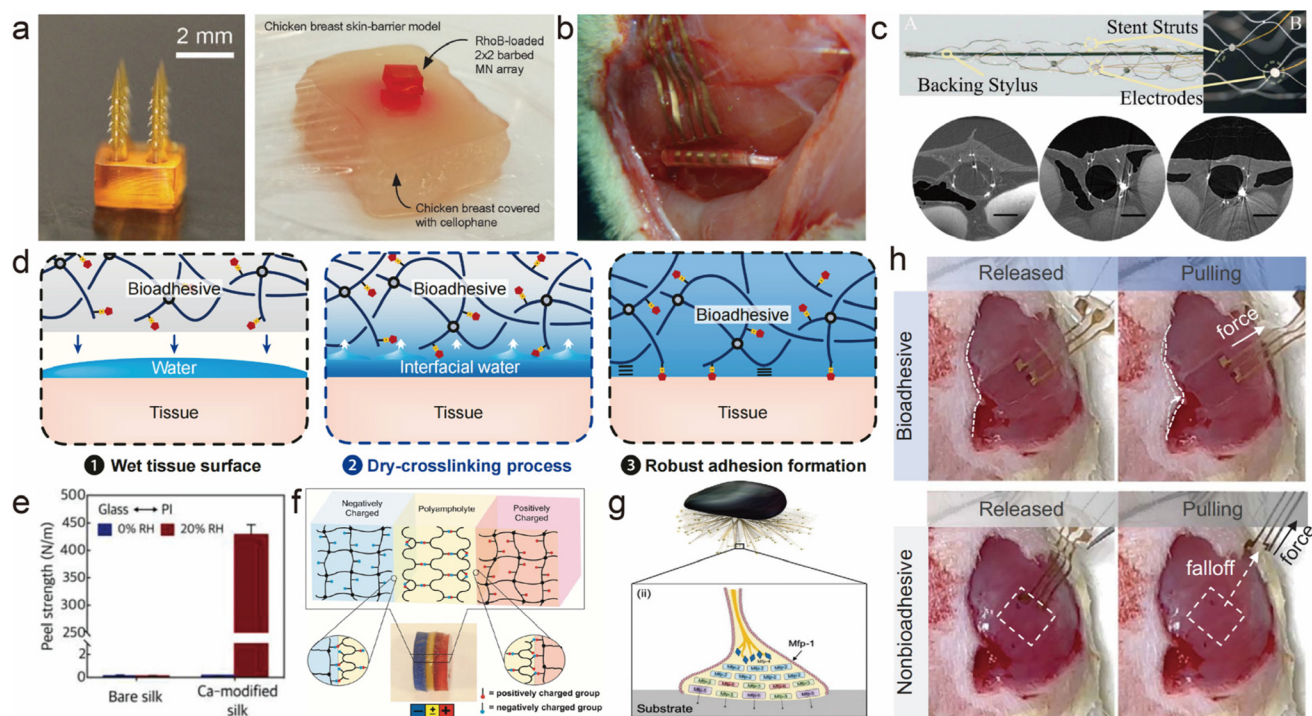 a
2 mm
Chicken breast skin-barrier model
RhoB-loaded
2x2 barbed
MN array
Chicken breast covered
with cellophane
b
c
A
B
Stent Struts
Backing Stylus
Electrodes
d
Bioadhesive
Water
Tissue
1 Wet tissue surface
Bioadhesive
Interfacial water
Tissue
2 Dry-crosslinking process
Bioadhesive
Tissue
3 Robust adhesion formation
e
Peel strength (N/m)
500
450
400
350
300
250
2
0
Glass ↔ PI
0% RH
20% RH
Bare silk
Ca-modified
silk
f
Negatively
Charged
Polyampholyte
Positively
Charged
= positively charged group
= negatively charged group
− ± +
g
(ii)
Mfp-1
Substrate
h
Released
Pulling
Bioadhesive
force
Released
Pulling
Nonbioadhesive
falloff
force